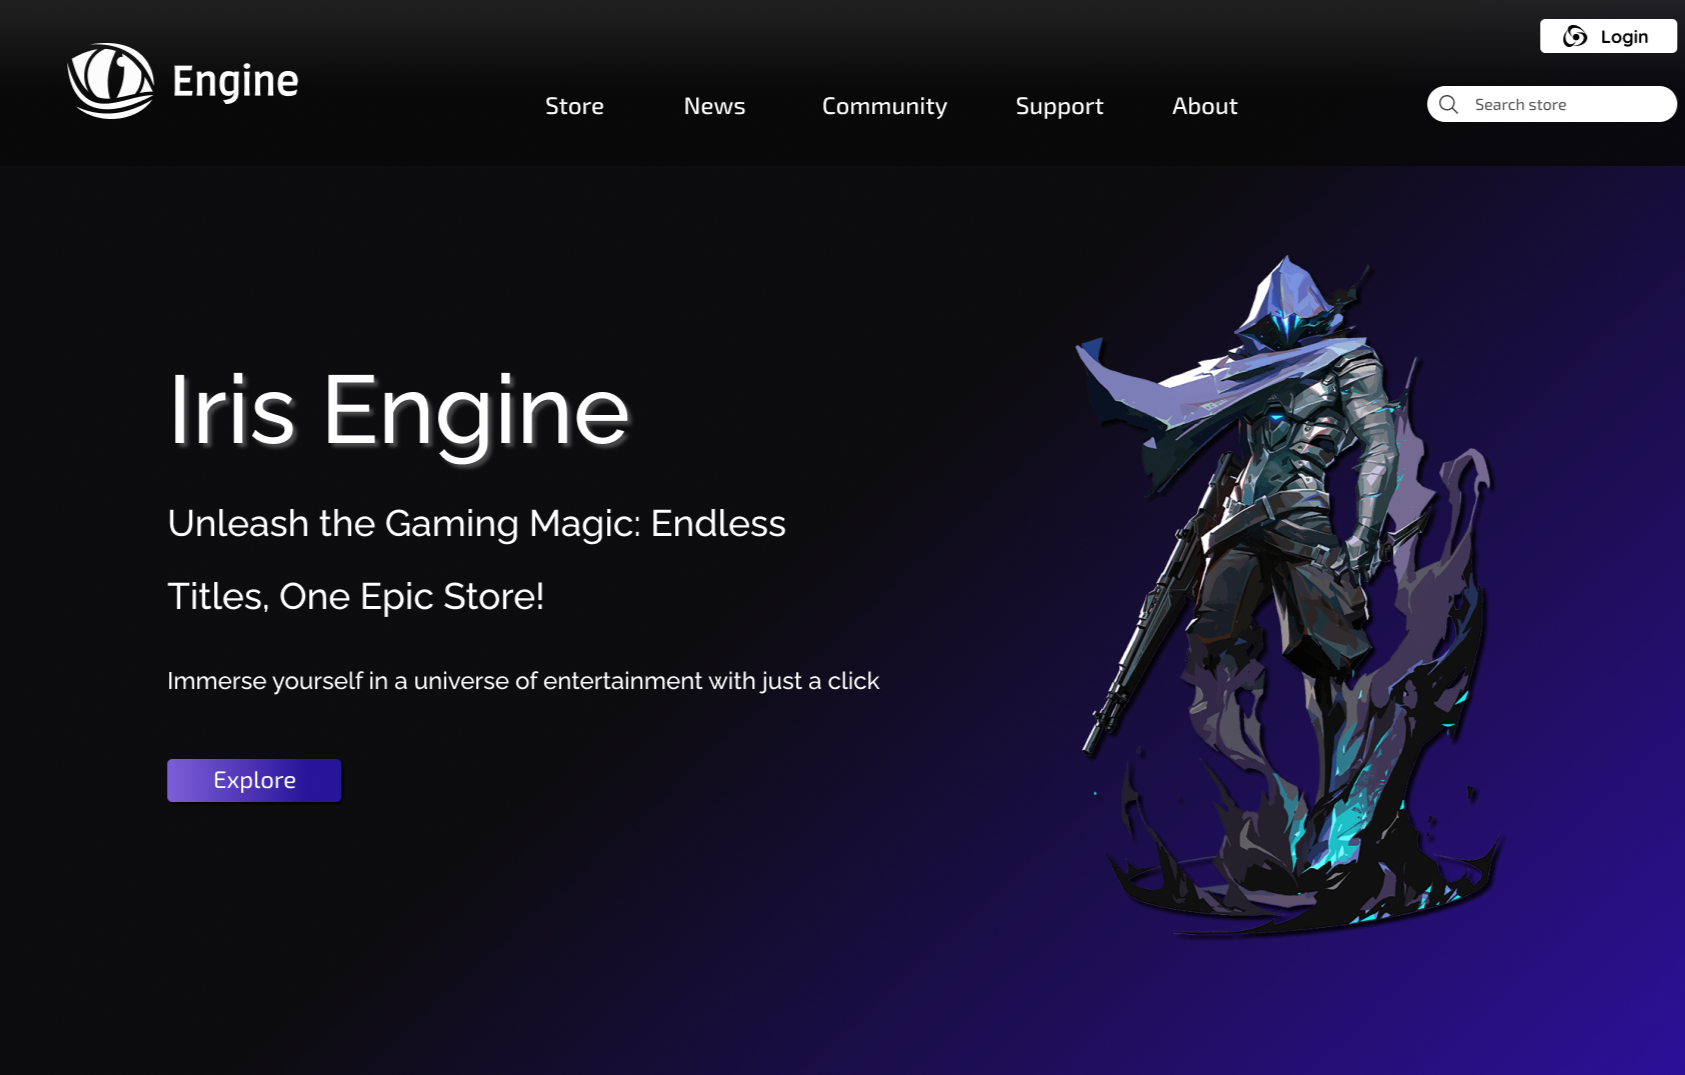 Login
Engine
Store
News
Community
Support
About
Search store
Iris Engine
Unleash the Gaming Magic: Endless
Titles, One Epic Store!
Immerse yourself in a universe of entertainment with just a click
Explore